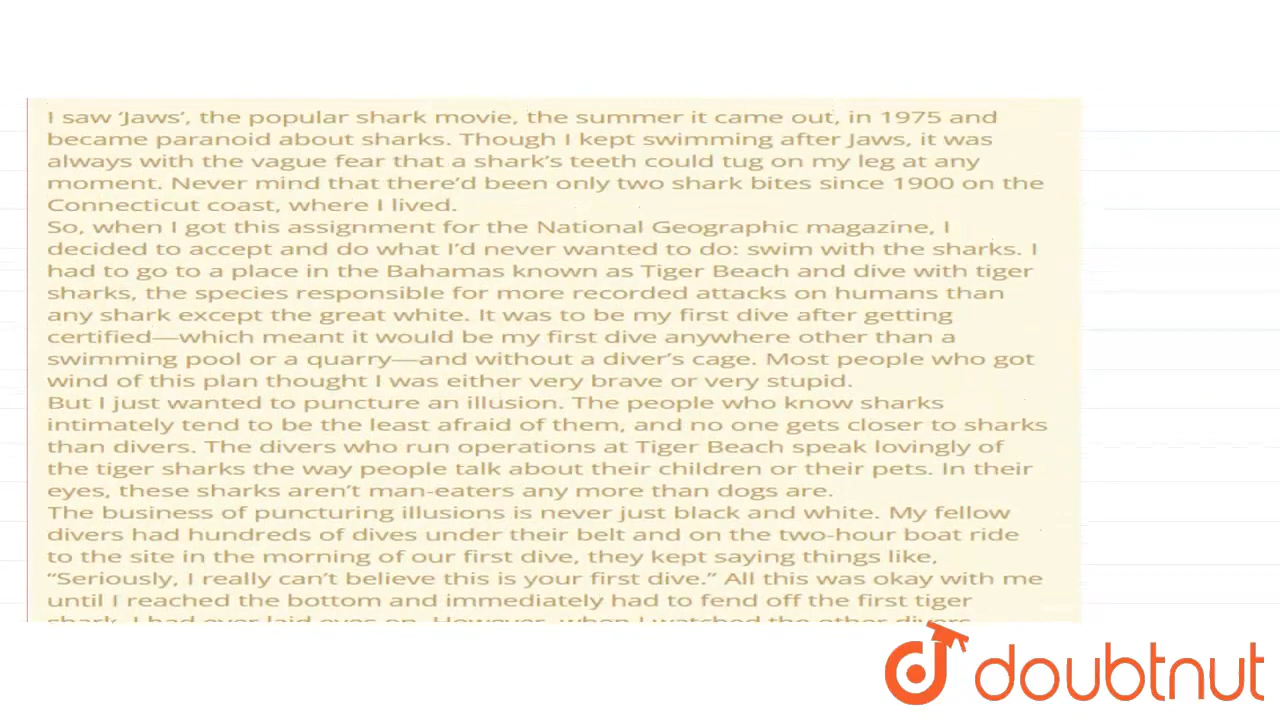 I saw ‘Jaws’, the popular shark movie, the summer it came out, in 1975 and
became paranoid about sharks. Though I kept swimming after Jaws, it was
always with the vague fear that a shark’s teeth could tug on my leg at any
moment. Never mind that there’d been only two shark bites since 1900 on the
Connecticut coast, where I lived.
So, when I got this assignment for the National Geographic magazine, I
decided to accept and do what I’d never wanted to do: swim with the sharks. I
had to go to a place in the Bahamas known as Tiger Beach and dive with tiger
sharks, the species responsible for more recorded attacks on humans than
any shark except the great white. It was to be my first dive after getting
certified—which meant it would be my first dive anywhere other than a
swimming pool or a quarry—and without a diver’s cage. Most people who got
wind of this plan thought I was either very brave or very stupid.
But I just wanted to puncture an illusion. The people who know sharks
intimately tend to be the least afraid of them, and no one gets closer to sharks
than divers. The divers who run operations at Tiger Beach speak lovingly of
the tiger sharks the way people talk about their children or their pets. In their
eyes, these sharks aren’t man-eaters any more than dogs are.
The business of puncturing illusions is never just black and white. My fellow
divers had hundreds of dives under their belt and on the two-hour boat ride
to the site in the morning of our first dive, they kept saying things like,
“Seriously, I really can’t believe this is your first dive.” All this was okay with me
until I reached the bottom and immediately had to fend off the first tiger
shark, I had ever laid eyes on. However, when I watched the other divers
doubtnut